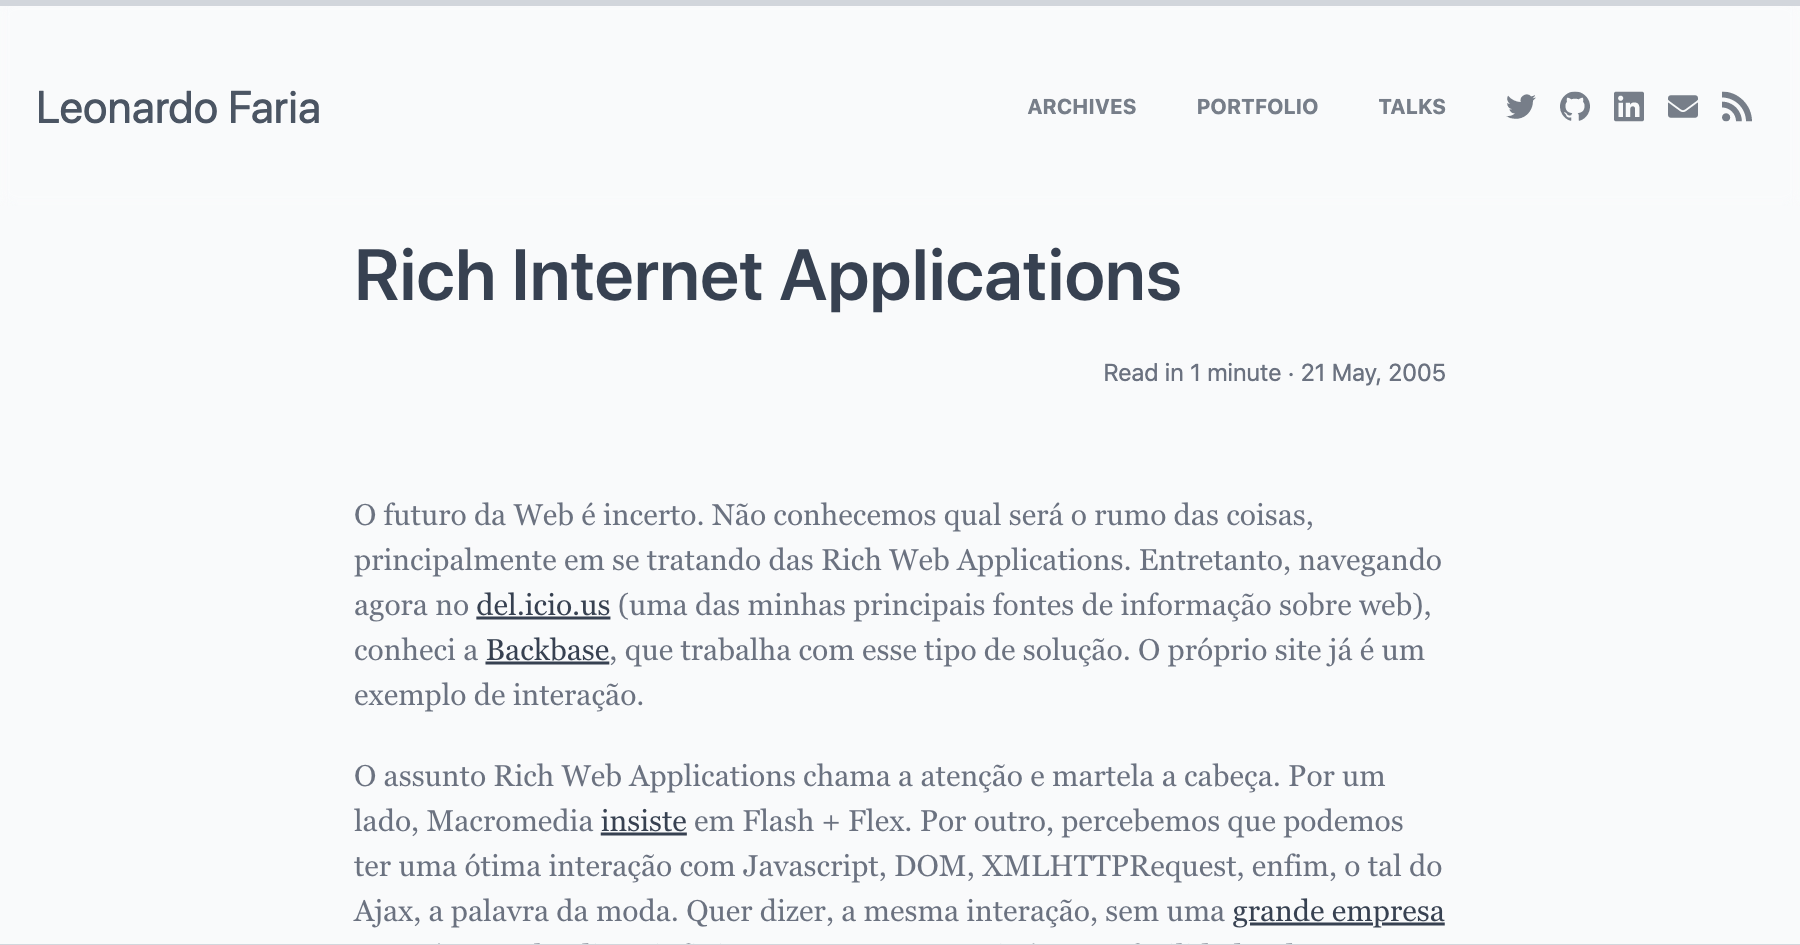 Leonardo Faria
ARCHIVES PORTFOLIO TALKS
Rich Internet Applications
Read in 1 minute · 21 May, 2005
O futuro da Web é incerto. Não conhecemos qual será o rumo das coisas,
principalmente em se tratando das Rich Web Applications. Entretanto, navegando
agora no del.icio.us (uma das minhas principais fontes de informação sobre web),
conheci a Backbase, que trabalha com esse tipo de solução. O próprio site já é um
exemplo de interação.
O assunto Rich Web Applications chama a atenção e martela a cabeça. Por um
lado, Macromedia insiste em Flash + Flex. Por outro, percebemos que podemos
ter uma ótima interação com Javascript, DOM, XMLHTTPRequest, enfim, o tal do
Ajax, a palavra da moda. Quer dizer, a mesma interação, sem uma grande empresa